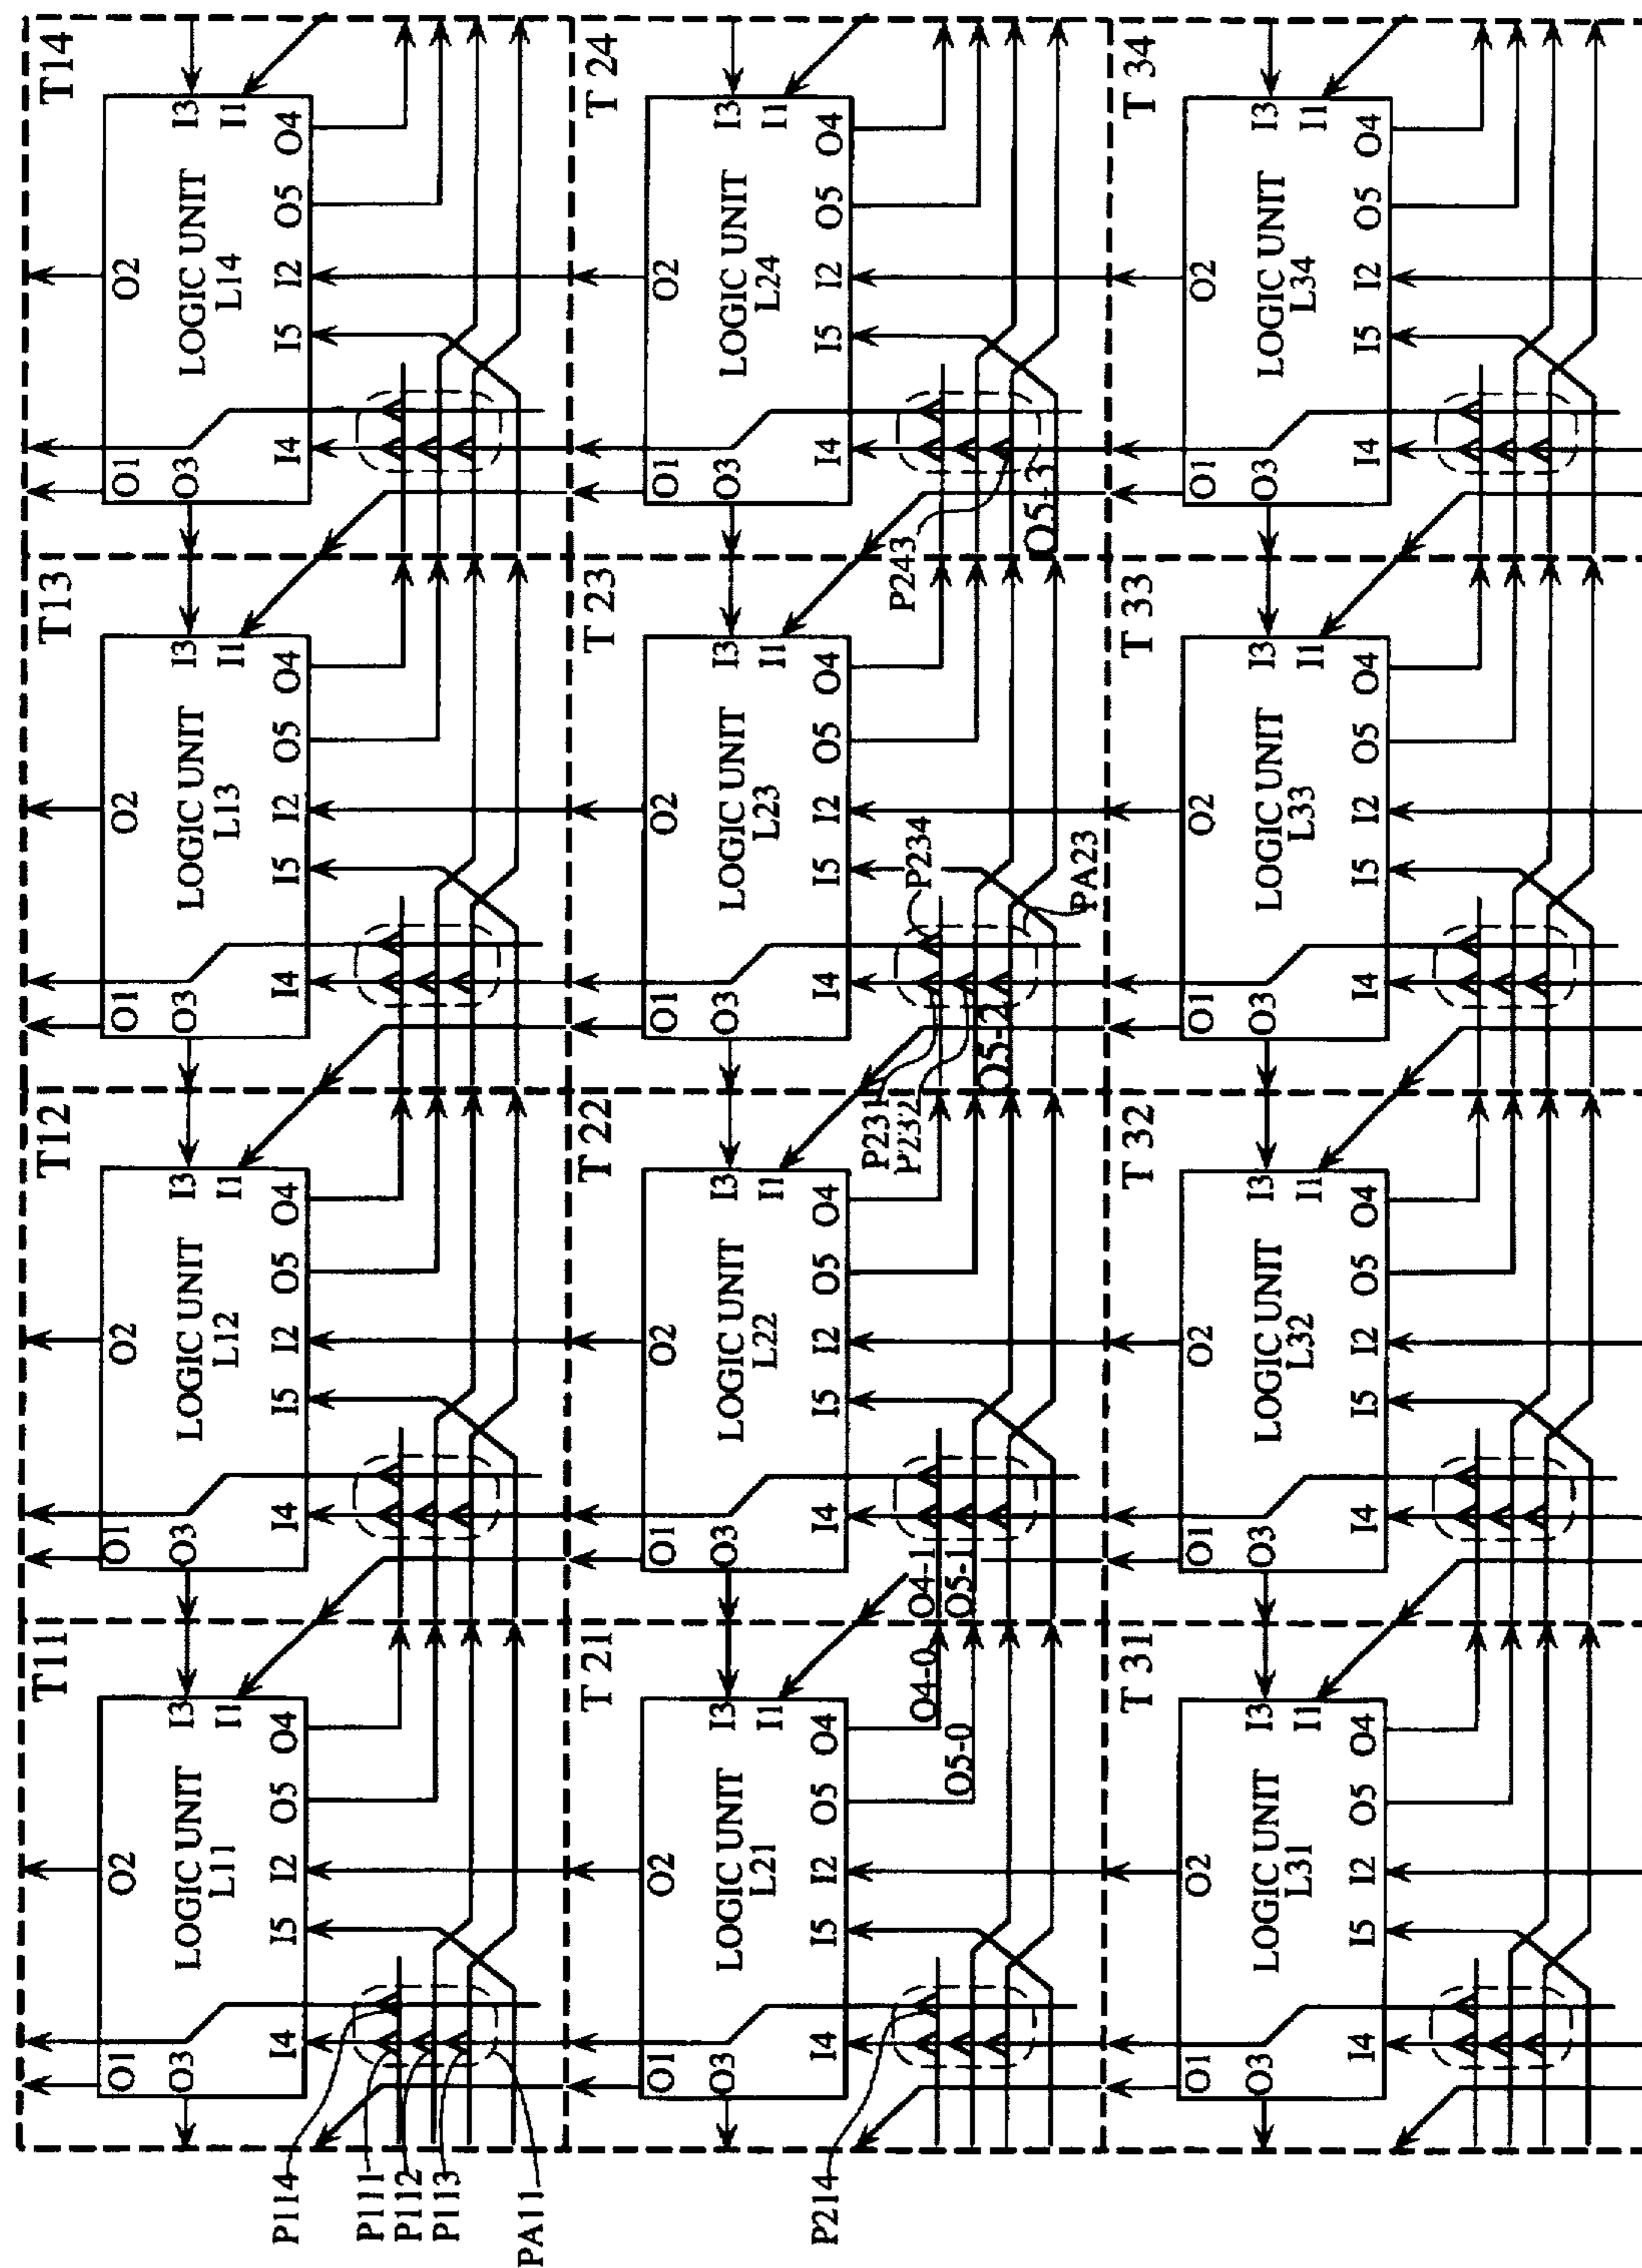 T11
O1
O2
O3
LOGIC UNIT
L11
I3
I1
I4
I5
I2
O5
O4
T12
O1
O2
O3
LOGIC UNIT
L12
I3
I1
I4
I5
I2
O5
O4
T13
O1
O2
O3
LOGIC UNIT
L13
I3
I1
I4
I5
I2
O5
O4
T14
O1
O2
O3
LOGIC UNIT
L14
I3
I1
I4
I5
I2
O5
O4
P114
P111
P112
P113
PA11
T 21
O1
O2
O3
LOGIC UNIT
L21
I3
I1
I4
I5
I2
O5
O4
O4-0
O5-0
T 22
O1
O2
O3
LOGIC UNIT
L22
I3
I1
I4
I5
I2
O5
O4
O4-1
O5-1
T 23
O1
O2
O3
LOGIC UNIT
L23
I3
I1
I4
I5
I2
O5
O4
P231
P232
P234
PA23
O5-2
T 24
O1
O2
O3
LOGIC UNIT
L24
I3
I1
I4
I5
I2
O5
O4
P243
O5-3
P214
T 31
O1
O2
O3
LOGIC UNIT
L31
I3
I1
I4
I5
I2
O5
O4
T 32
O1
O2
O3
LOGIC UNIT
L32
I3
I1
I4
I5
I2
O5
O4
T 33
O1
O2
O3
LOGIC UNIT
L33
I3
I1
I4
I5
I2
O5
O4
T 34
O1
O2
O3
LOGIC UNIT
L34
I3
I1
I4
I5
I2
O5
O4